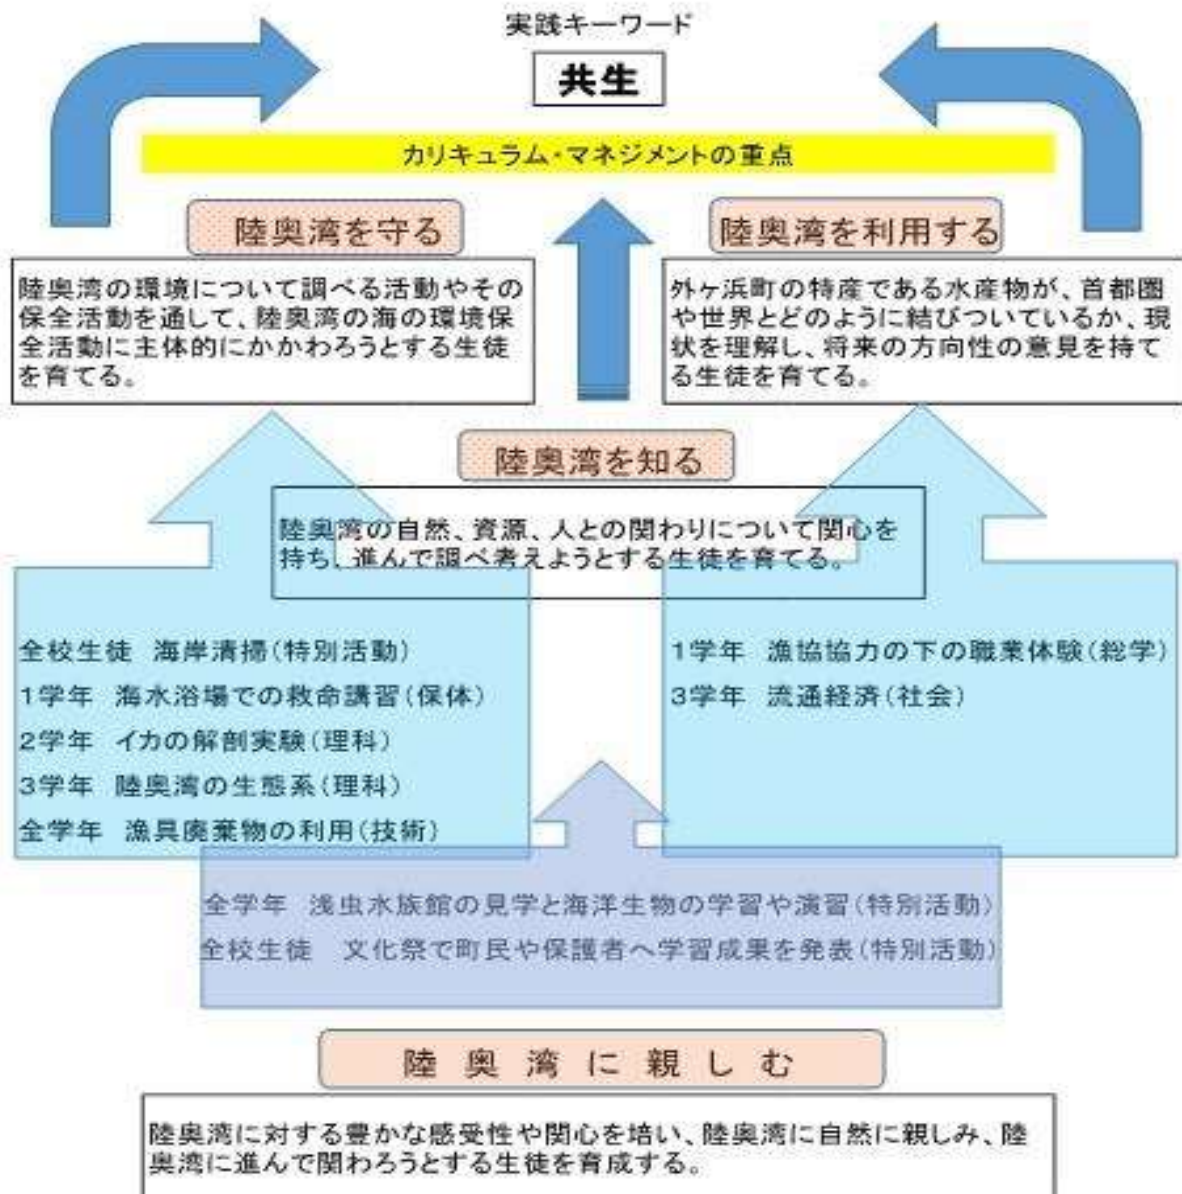 実践キーワード
共生
カリキュラム・マネジメントの重点
陸奥湾を守る
陸奥湾の環境について調べる活動やその
保全活動を通して、陸奥湾の海の環境保
全活動に主体的にかかわろうとする生徒
を育てる。
陸奥湾を利用する
外ヶ浜町の特産である水産物が、首都圏
や世界とどのように結びついているか、現
状を理解し、将来の方向性の意見を持て
る生徒を育てる。
陸奥湾を知る
陸奥湾の自然、資源、人との関わりについて関心を
持ち、進んで調べ考えようとする生徒を育てる。
全校生徒 海岸清掃(特別活動)
1学年 海水浴場での救命講習(保体)
2学年 イカの解剖実験(理科)
3学年 陸奥湾の生態系(理科)
全学年 漁具廃棄物の利用(技術)
1学年 漁協協力の下の職業体験(総学)
3学年 流通経済(社会)
全学年 浅虫水族館の見学と海洋生物の学習や演習(特別活動)
全校生徒 文化祭で町民や保護者へ学習成果を発表(特別活動)
陸奥湾に親しむ
陸奥湾に対する豊かな感受性や関心を培い、陸奥湾に自然に親しみ、陸
奥湾に進んで関わろうとする生徒を育成する。